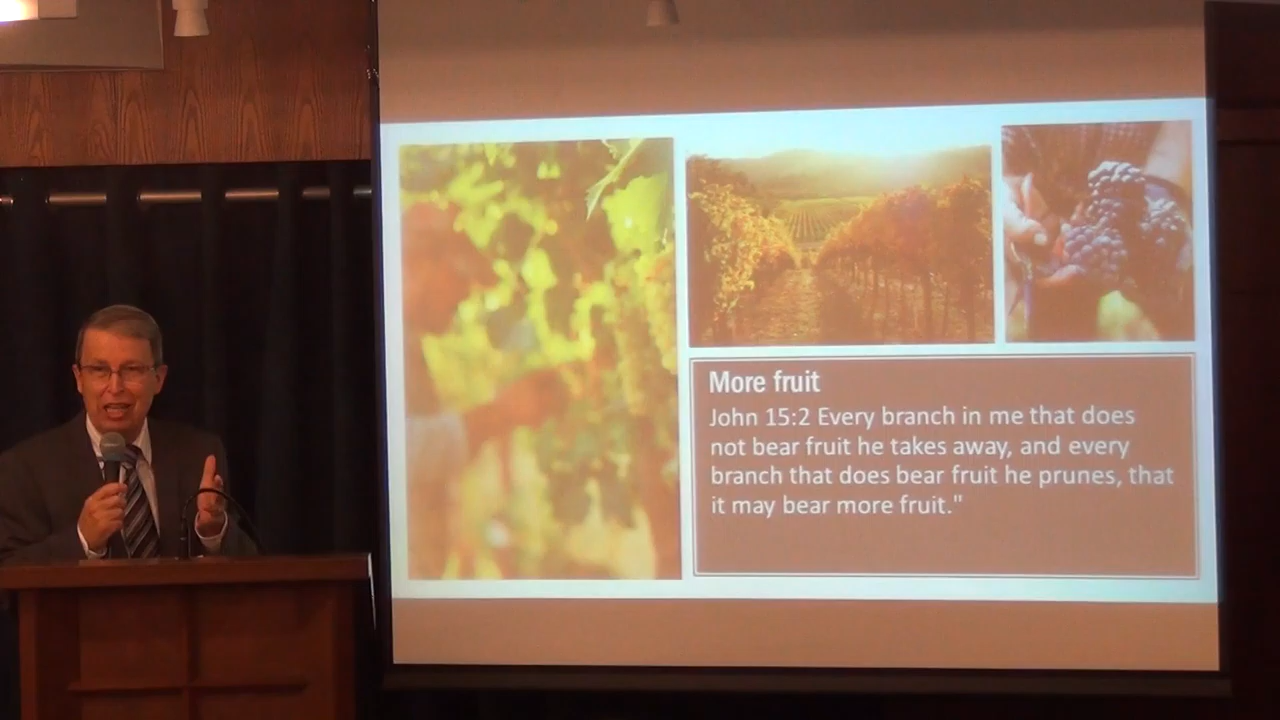 More fruit
John 15:2 Every branch in me that does
not bear fruit he takes away, and every
branch that does bear fruit he prunes, that
it may bear more fruit."